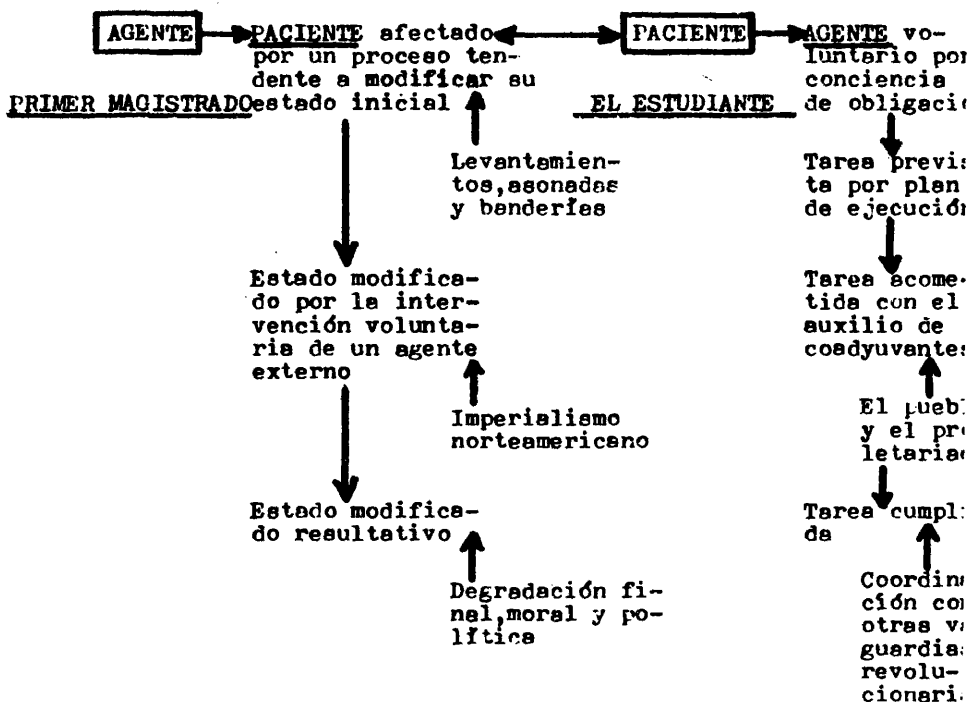 AGENTE
PACIENTE afectado
por un proceso ten-
dente a modificar su
estado inicial
PRIMER MAGISTRADO
Levantamien-
tos,asonadas
y banderías
Estado modifica-
do por la inter-
vención volunta-
ria de un agente
externo
Imperialismo
norteamericano
Estado modifica-
do resultativo
Degradación fi-
nal,moral y po-
lítica
PACIENTE
AGENTE vo-
luntario por
conciencia
de obligació
EL ESTUDIANTE
Tarea previs
ta por plan
de ejecución
Tarea acome-
tida con el
auxilio de
coadyuvantes
El puebl
y el pro
letaria
Tarea cumpli
da
Coordina
ción con
otras va
guardias
revolu-
cionari